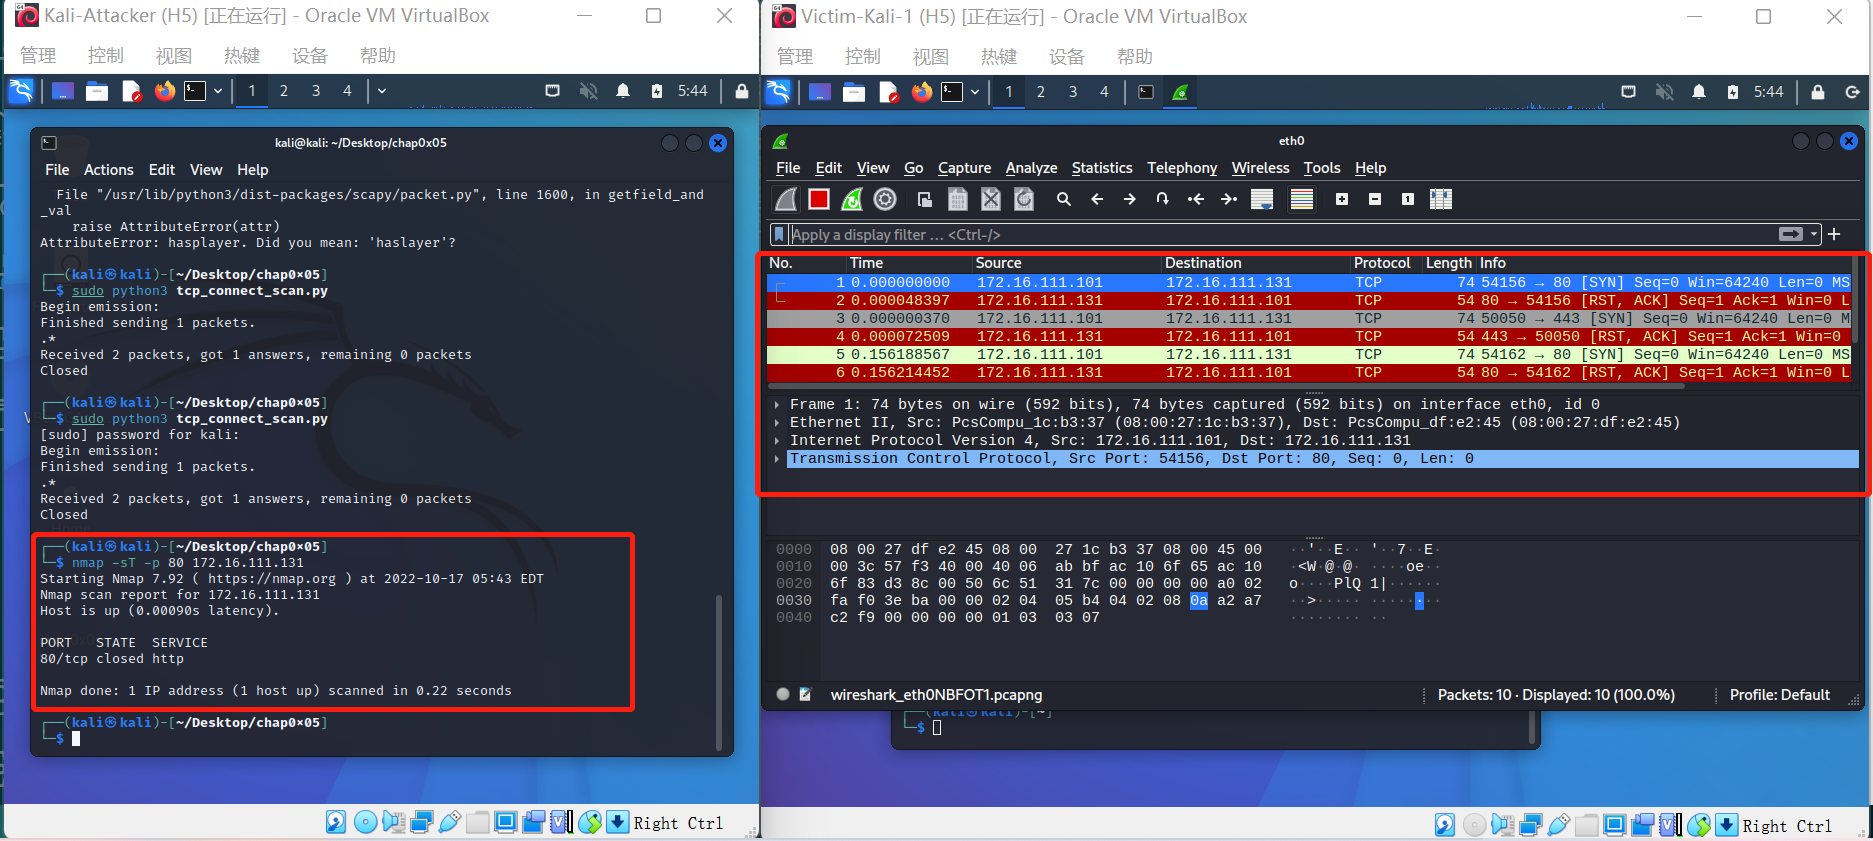 Kali-Attacker (H5) [正在运行] - Oracle VM VirtualBox
管理 控制 视图 热键 设备 帮助
1 2 3 4 5:44
kali@kali: ~/Desktop/chap0x05
File Actions Edit View Help
File "/usr/lib/python3/dist-packages/scapy/packet.py", line 1600, in getfield_and
_val
raise AttributeError(attr)
AttributeError: hasplayer. Did you mean: 'haslayer'?
┌──(kali㉿kali)-[~/Desktop/chap0×05]
└─$ sudo python3 tcp_connect_scan.py
Begin emission:
Finished sending 1 packets.
.*
Received 2 packets, got 1 answers, remaining 0 packets
Closed
┌──(kali㉿kali)-[~/Desktop/chap0×05]
└─$ sudo python3 tcp_connect_scan.py
[sudo] password for kali:
Begin emission:
Finished sending 1 packets.
.*
Received 2 packets, got 1 answers, remaining 0 packets
Closed
┌──(kali㉿kali)-[~/Desktop/chap0×05]
└─$ nmap -sT -p 80 172.16.111.131
Starting Nmap 7.92 ( https://nmap.org ) at 2022-10-17 05:43 EDT
Nmap scan report for 172.16.111.131
Host is up (0.00090s latency).
PORT STATE SERVICE
80/tcp closed http
Nmap done: 1 IP address (1 host up) scanned in 0.22 seconds
┌──(kali㉿kali)-[~/Desktop/chap0×05]
└─$
Right Ctrl
Victim-Kali-1 (H5) [正在运行] - Oracle VM VirtualBox
管理 控制 视图 热键 设备 帮助
1 2 3 4 5:44
eth0
File Edit View Go Capture Analyze Statistics Telephony Wireless Tools Help
Apply a display filter … <Ctrl-/>
No. Time Source Destination Protocol Length Info
1 0.000000000 172.16.111.101 172.16.111.131 TCP 74 54156 → 80 [SYN] Seq=0 Win=64240 Len=0 MS
2 0.000048397 172.16.111.131 172.16.111.101 TCP 54 80 → 54156 [RST, ACK] Seq=1 Ack=1 Win=0 L
3 0.000000370 172.16.111.101 172.16.111.131 TCP 74 50050 → 443 [SYN] Seq=0 Win=64240 Len=0 M
4 0.000072509 172.16.111.131 172.16.111.101 TCP 54 443 → 50050 [RST, ACK] Seq=1 Ack=1 Win=0
5 0.156188567 172.16.111.101 172.16.111.131 TCP 74 54162 → 80 [SYN] Seq=0 Win=64240 Len=0 MS
6 0.156214452 172.16.111.131 172.16.111.101 TCP 54 80 → 54162 [RST, ACK] Seq=1 Ack=1 Win=0 L
Frame 1: 74 bytes on wire (592 bits), 74 bytes captured (592 bits) on interface eth0, id 0
Ethernet II, Src: PcsCompu_1c:b3:37 (08:00:27:1c:b3:37), Dst: PcsCompu_df:e2:45 (08:00:27:df:e2:45)
Internet Protocol Version 4, Src: 172.16.111.101, Dst: 172.16.111.131
Transmission Control Protocol, Src Port: 54156, Dst Port: 80, Seq: 0, Len: 0
0000 08 00 27 df e2 45 08 00 27 1c b3 37 08 00 45 00 ··'··E·· '··7··E·
0010 00 3c 57 f3 40 00 40 06 ab bf ac 10 6f 65 ac 10 ·<W·@·@· ····oe··
0020 6f 83 d3 8c 00 50 6c 51 31 7c 00 00 00 00 a0 02 o····PlQ 1|······
0030 fa f0 3e ba 00 00 02 04 05 b4 04 02 08 0a a2 a7 ··>····· ········
0040 c2 f9 00 00 00 00 01 03 03 07 ········ ··
wireshark_eth0NBFOT1.pcapng Packets: 10 · Displayed: 10 (100.0%) Profile: Default
┌──(kali㉿kali)-[~]
└─$
Right Ctrl